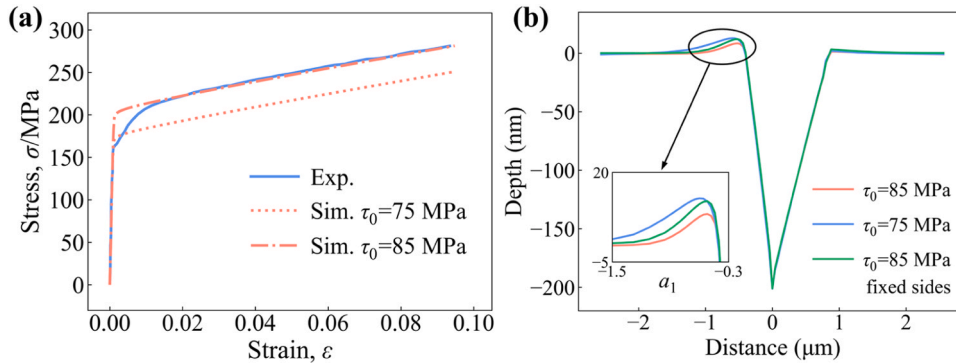 (a)
300
250
200
150
100
50
0
Stress, σ/MPa
Exp.
Sim. τ0=75 MPa
Sim. τ0=85 MPa
0.00 0.02 0.04 0.06 0.08 0.10
Strain, ε
(b)
0
−50
−100
−150
−200
Depth (nm)
20
−5
−1.5 −0.3
a1
τ0=85 MPa
τ0=75 MPa
τ0=85 MPa
fixed sides
−2 −1 0 1 2
Distance (μm)